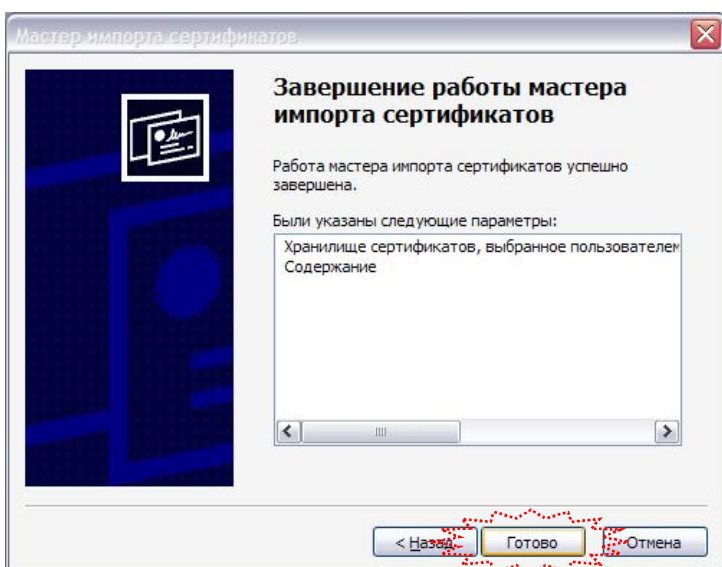 Мастер импорта сертификатов
Завершение работы мастера
импорта сертификатов
Работа мастера импорта сертификатов успешно
завершена.
Были указаны следующие параметры:
Хранилище сертификатов, выбранное пользователем
Содержание
< Назад
Готово
Отмена